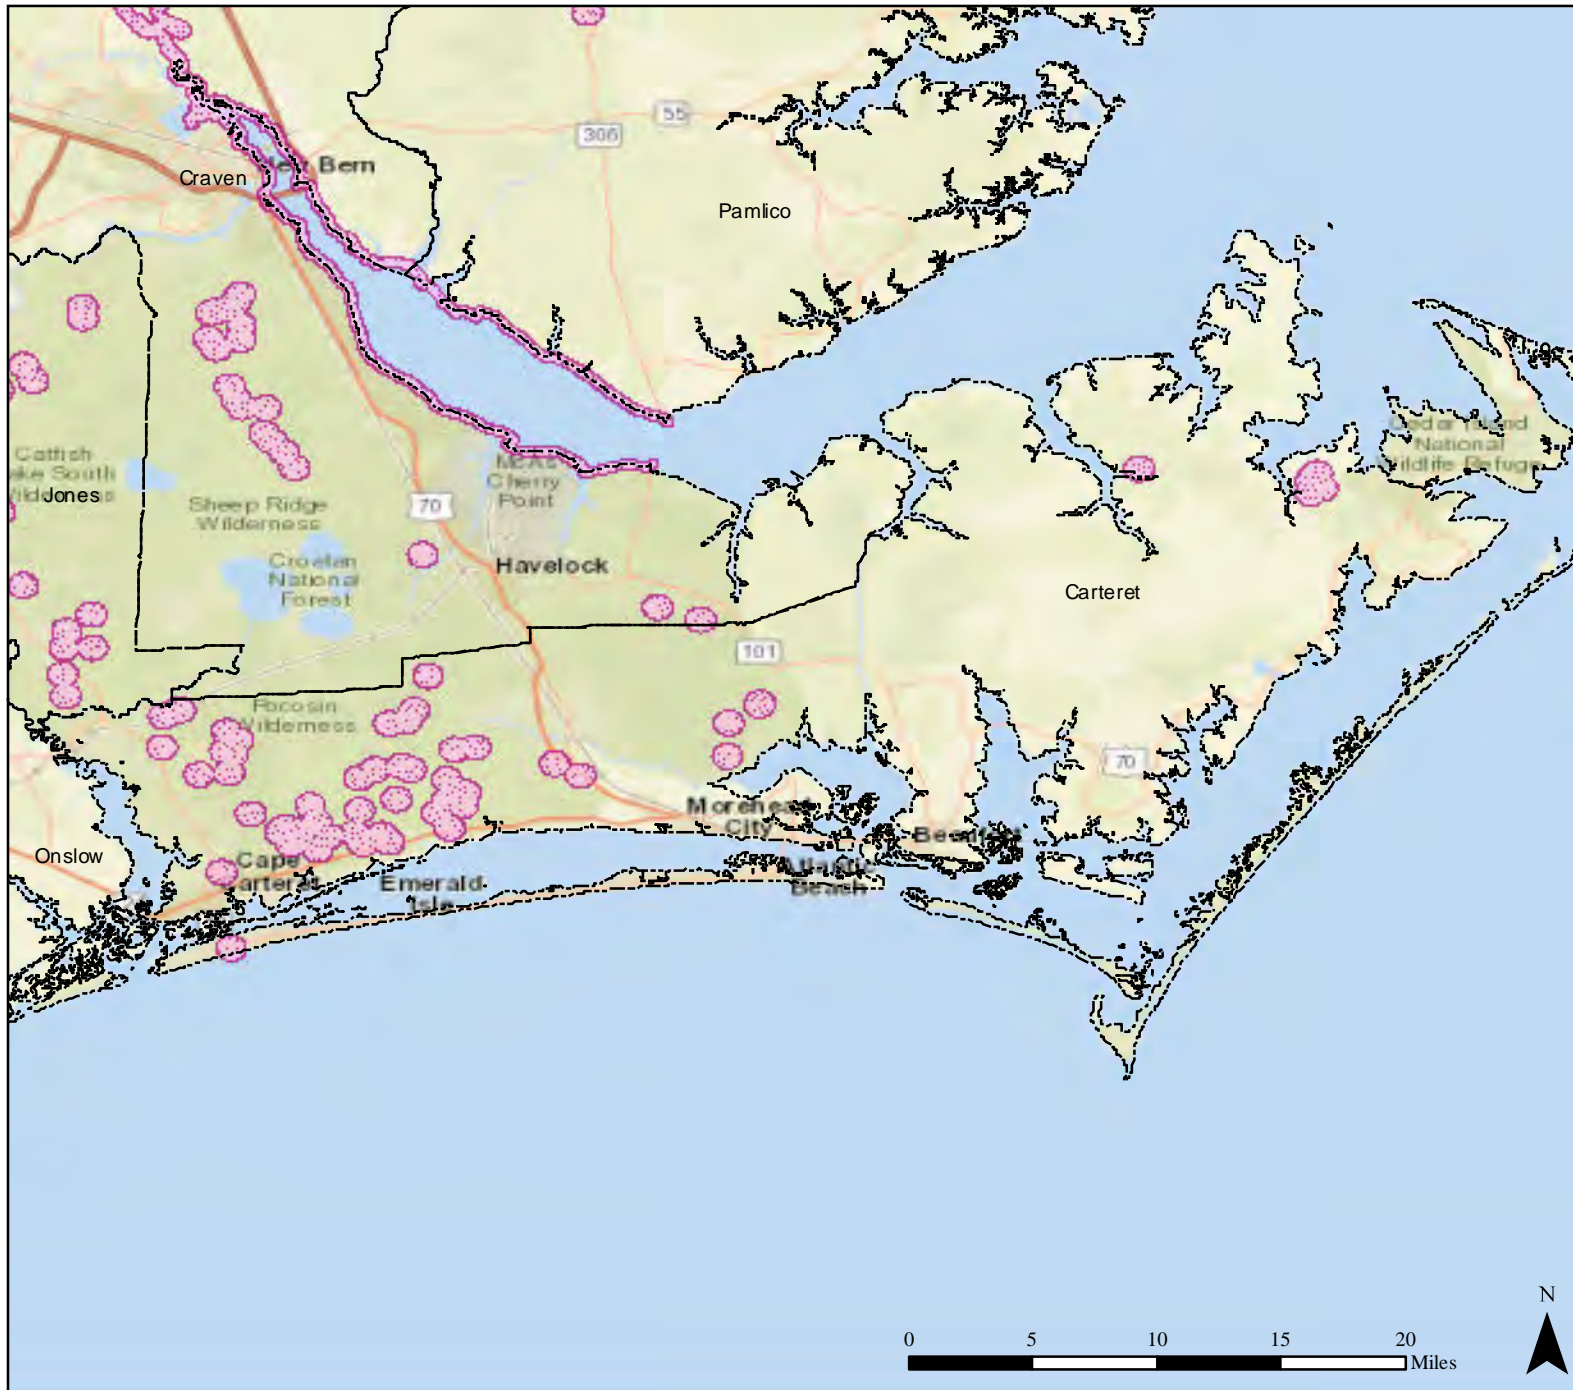 55
306
New Bern
Craven
Pamlico
Cedar Island
National
Wildlife Refuge
Catfish
Lake South
Wilderness
Jones
McAs
Cherry
Point
Sheep Ridge
Wilderness
70
Croatan
National
Forest
Havelock
Carteret
101
Pocosin
Wilderness
70
Morehead
City
Beaufort
Onslow
Cape
Carteret
Emerald
Isle
Atlantic
Beach
N
0 5 10 15 20
Miles